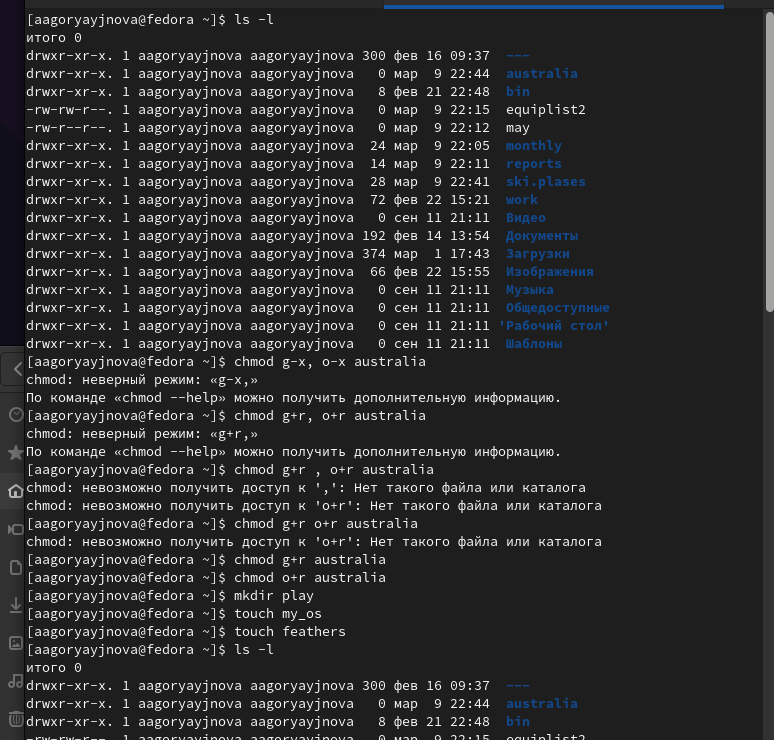 [aagoryayjnova@fedora ~]$ ls -l
итого 0
drwxr-xr-x. 1 aagoryayjnova aagoryayjnova 300 фев 16 09:37  ---
drwxr-xr-x. 1 aagoryayjnova aagoryayjnova   0 мар  9 22:44  australia
drwxr-xr-x. 1 aagoryayjnova aagoryayjnova   8 фев 21 22:48  bin
-rw-rw-r--. 1 aagoryayjnova aagoryayjnova   0 мар  9 22:15  equiplist2
-rw-r--r--. 1 aagoryayjnova aagoryayjnova   0 мар  9 22:12  may
drwxr-xr-x. 1 aagoryayjnova aagoryayjnova  24 мар  9 22:05  monthly
drwxr-xr-x. 1 aagoryayjnova aagoryayjnova  14 мар  9 22:11  reports
drwxr-xr-x. 1 aagoryayjnova aagoryayjnova  28 мар  9 22:41  ski.plases
drwxr-xr-x. 1 aagoryayjnova aagoryayjnova  72 фев 22 15:21  work
drwxr-xr-x. 1 aagoryayjnova aagoryayjnova   0 сен 11 21:11  Видео
drwxr-xr-x. 1 aagoryayjnova aagoryayjnova 192 фев 14 13:54  Документы
drwxr-xr-x. 1 aagoryayjnova aagoryayjnova 374 мар  1 17:43  Загрузки
drwxr-xr-x. 1 aagoryayjnova aagoryayjnova  66 фев 22 15:55  Изображения
drwxr-xr-x. 1 aagoryayjnova aagoryayjnova   0 сен 11 21:11  Музыка
drwxr-xr-x. 1 aagoryayjnova aagoryayjnova   0 сен 11 21:11  Общедоступные
drwxr-xr-x. 1 aagoryayjnova aagoryayjnova   0 сен 11 21:11 'Рабочий стол'
drwxr-xr-x. 1 aagoryayjnova aagoryayjnova   0 сен 11 21:11  Шаблоны
[aagoryayjnova@fedora ~]$ chmod g-x, o-x australia
chmod: неверный режим: «g-x,»
По команде «chmod --help» можно получить дополнительную информацию.
[aagoryayjnova@fedora ~]$ chmod g+r, o+r australia
chmod: неверный режим: «g+r,»
По команде «chmod --help» можно получить дополнительную информацию.
[aagoryayjnova@fedora ~]$ chmod g+r , o+r australia
chmod: невозможно получить доступ к ',': Нет такого файла или каталога
chmod: невозможно получить доступ к 'o+r': Нет такого файла или каталога
[aagoryayjnova@fedora ~]$ chmod g+r o+r australia
chmod: невозможно получить доступ к 'o+r': Нет такого файла или каталога
[aagoryayjnova@fedora ~]$ chmod g+r australia
[aagoryayjnova@fedora ~]$ chmod o+r australia
[aagoryayjnova@fedora ~]$ mkdir play
[aagoryayjnova@fedora ~]$ touch my_os
[aagoryayjnova@fedora ~]$ touch feathers
[aagoryayjnova@fedora ~]$ ls -l
итого 0
drwxr-xr-x. 1 aagoryayjnova aagoryayjnova 300 фев 16 09:37  ---
drwxr-xr-x. 1 aagoryayjnova aagoryayjnova   0 мар  9 22:44  australia
drwxr-xr-x. 1 aagoryayjnova aagoryayjnova   8 фев 21 22:48  bin
-rw-rw-r--. 1 aagoryayjnova aagoryayjnova   0 мар  9 22:15  equiplist2